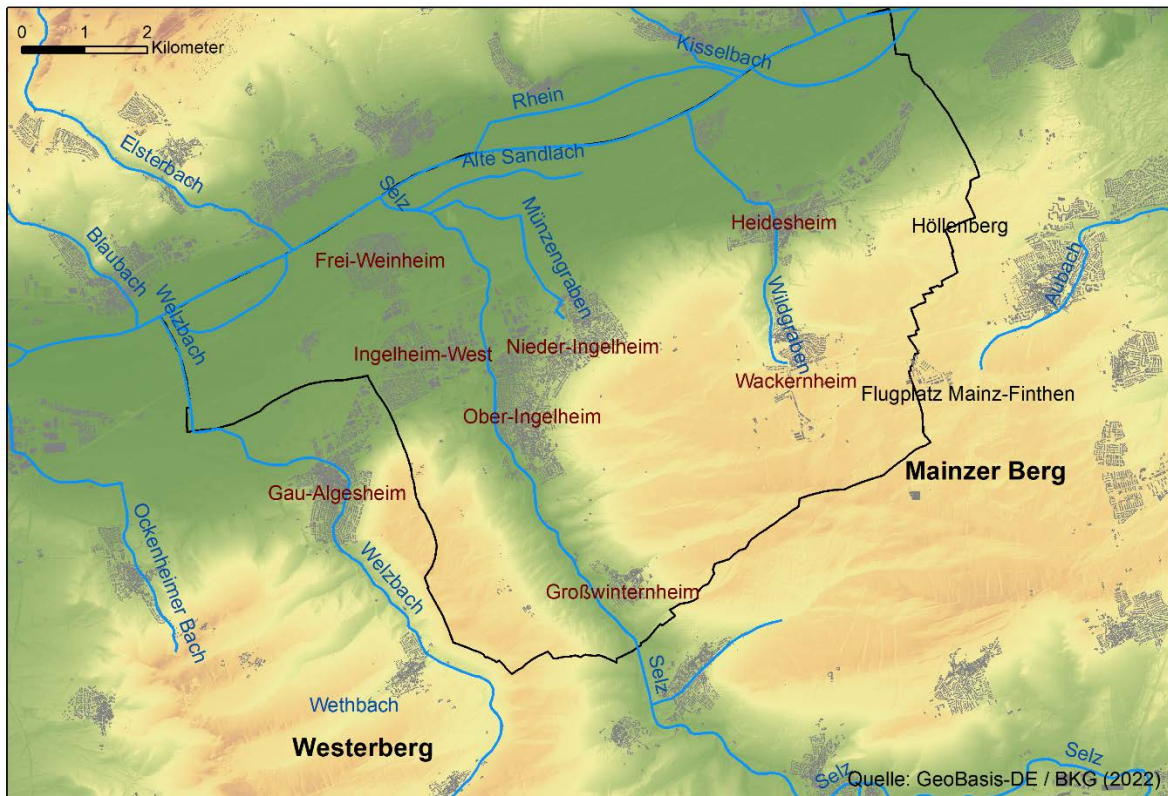 0 1 2
Kilometer
Kisselbach
Rhein
Elsterbach
Alte Sandlach
Selz
Münzengraben
Heidesheim
Höllenberg
Blaubach
Frei-Weinheim
Aubach
Welzbach
Wildgraben
Ingelheim-West
Nieder-Ingelheim
Wackernheim
Flugplatz Mainz-Finthen
Ober-Ingelheim
Mainzer Berg
Gau-Algesheim
Ockenheimer Bach
Welzbach
Großwinternheim
Selz
Wethbach
Westerberg
Selz
Selz
Quelle: GeoBasis-DE / BKG (2022)